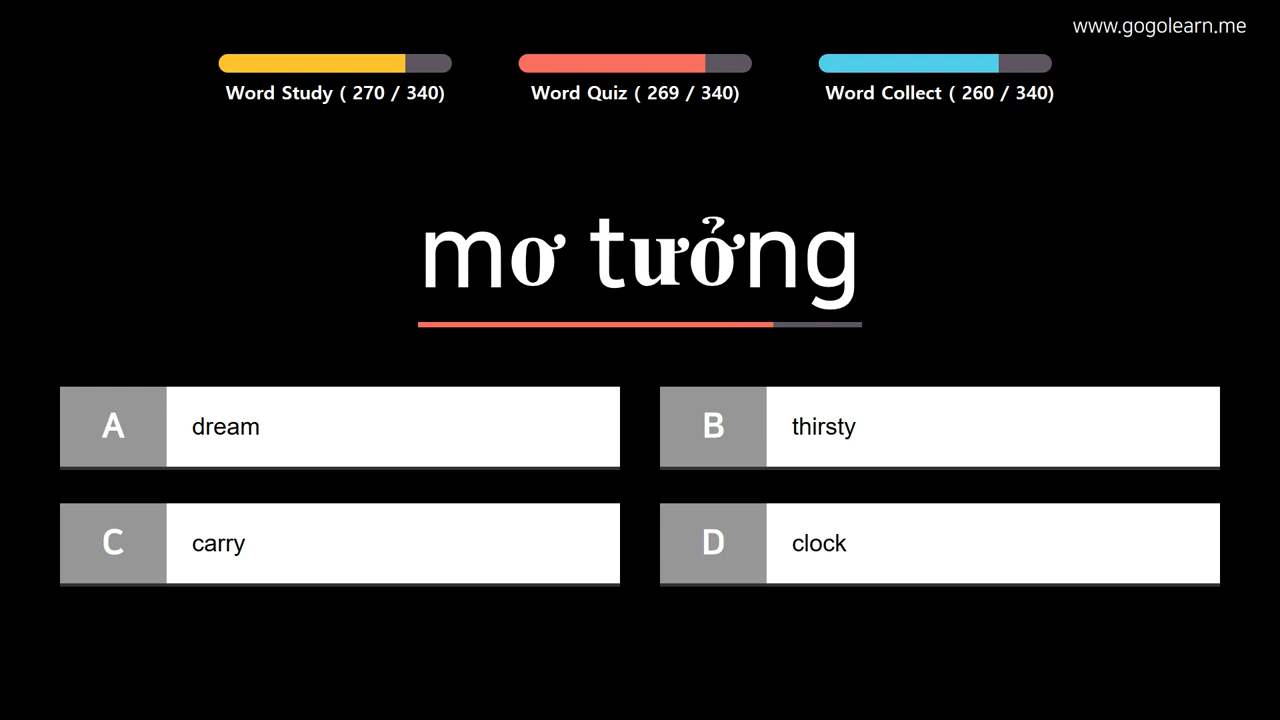 www.gogolearn.me
Word Study ( 270 / 340)
Word Quiz ( 269 / 340)
Word Collect ( 260 / 340)
mơ tưởng
A dream
B thirsty
C carry
D clock